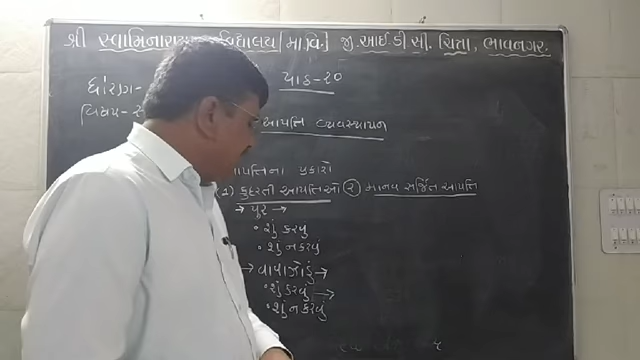 શ્રી સ્વામિનારાયણ વિદ્યાલય [મા.વિ.] જી.આઈ.ડી.સી. ચિત્રા, ભાવનગર.
ધોરણ- પાઠ-૨૦
વિષય-
આપત્તિ વ્યવસ્થાપન
આપત્તિના પ્રકારો
(૧) કુદરતી આપત્તિઓ (૨) માનવ સર્જિત આપત્તિ
→ પૂર →
• શું કરવું
• શું ન કરવું
→ વાવાઝોડું →
• શું કરવું →
• શું ન કરવું